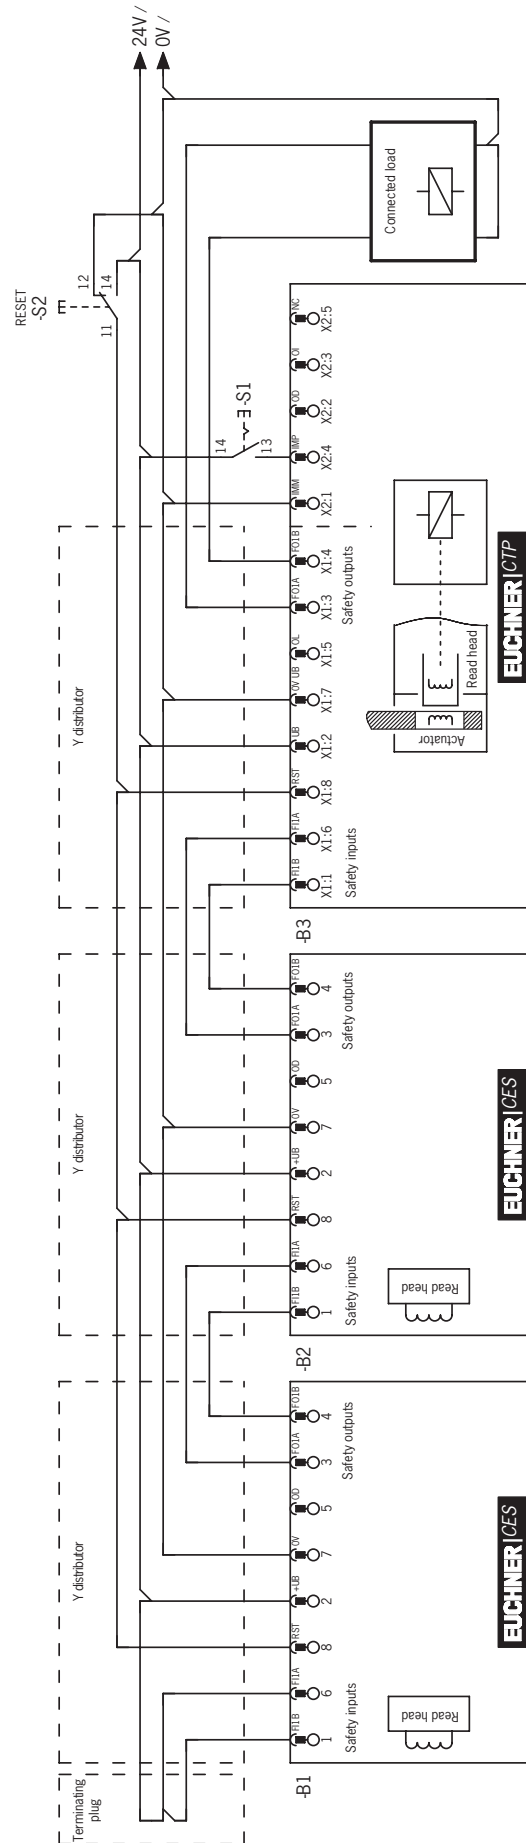 RESET
-S2
11
12
14
24V /
0V /
Terminating
plug
Y distributor
Y distributor
Y distributor
14
13
-S1
Connected load
-B1
FI1B
FI1A
RST
+UB
0V
OD
FO1A
FO1B
1
6
8
2
7
5
3
4
Safety inputs
Safety outputs
Read head
EUCHNER|CES
-B2
FI1B
FI1A
RST
+UB
0V
OD
FO1A
FO1B
1
6
8
2
7
5
3
4
Safety inputs
Safety outputs
Read head
EUCHNER|CES
-B3
FI1B
FI1A
RST
UB
0V UB
OL
FO1A
FO1B
IMM
IMP
OD
OI
NC
X1:1
X1:6
X1:8
X1:2
X1:7
X1:5
X1:3
X1:4
X2:1
X2:4
X2:2
X2:3
X2:5
Safety inputs
Safety outputs
Actuator
Read head
EUCHNER|CTP